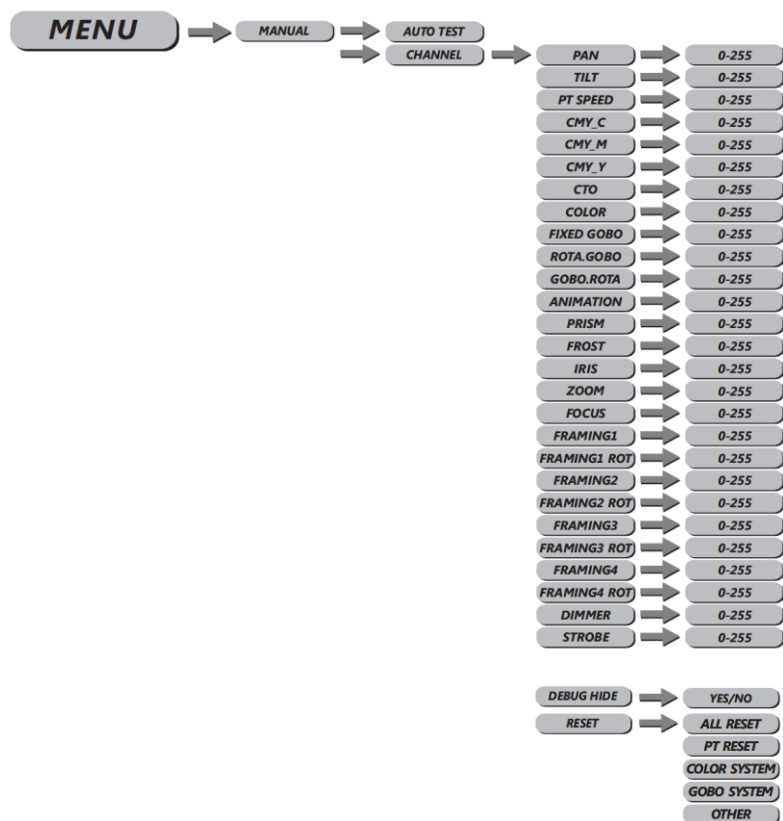 MENU MANUAL AUTO TEST
CHANNEL PAN 0-255
TILT 0-255
PT SPEED 0-255
CMY_C 0-255
CMY_M 0-255
CMY_Y 0-255
CTO 0-255
COLOR 0-255
FIXED GOBO 0-255
ROTA.GOBO 0-255
GOBO.ROTA 0-255
ANIMATION 0-255
PRISM 0-255
FROST 0-255
IRIS 0-255
ZOOM 0-255
FOCUS 0-255
FRAMING1 0-255
FRAMING1 ROT 0-255
FRAMING2 0-255
FRAMING2 ROT 0-255
FRAMING3 0-255
FRAMING3 ROT 0-255
FRAMING4 0-255
FRAMING4 ROT 0-255
DIMMER 0-255
STROBE 0-255
DEBUG HIDE YES/NO
RESET ALL RESET
PT RESET
COLOR SYSTEM
GOBO SYSTEM
OTHER